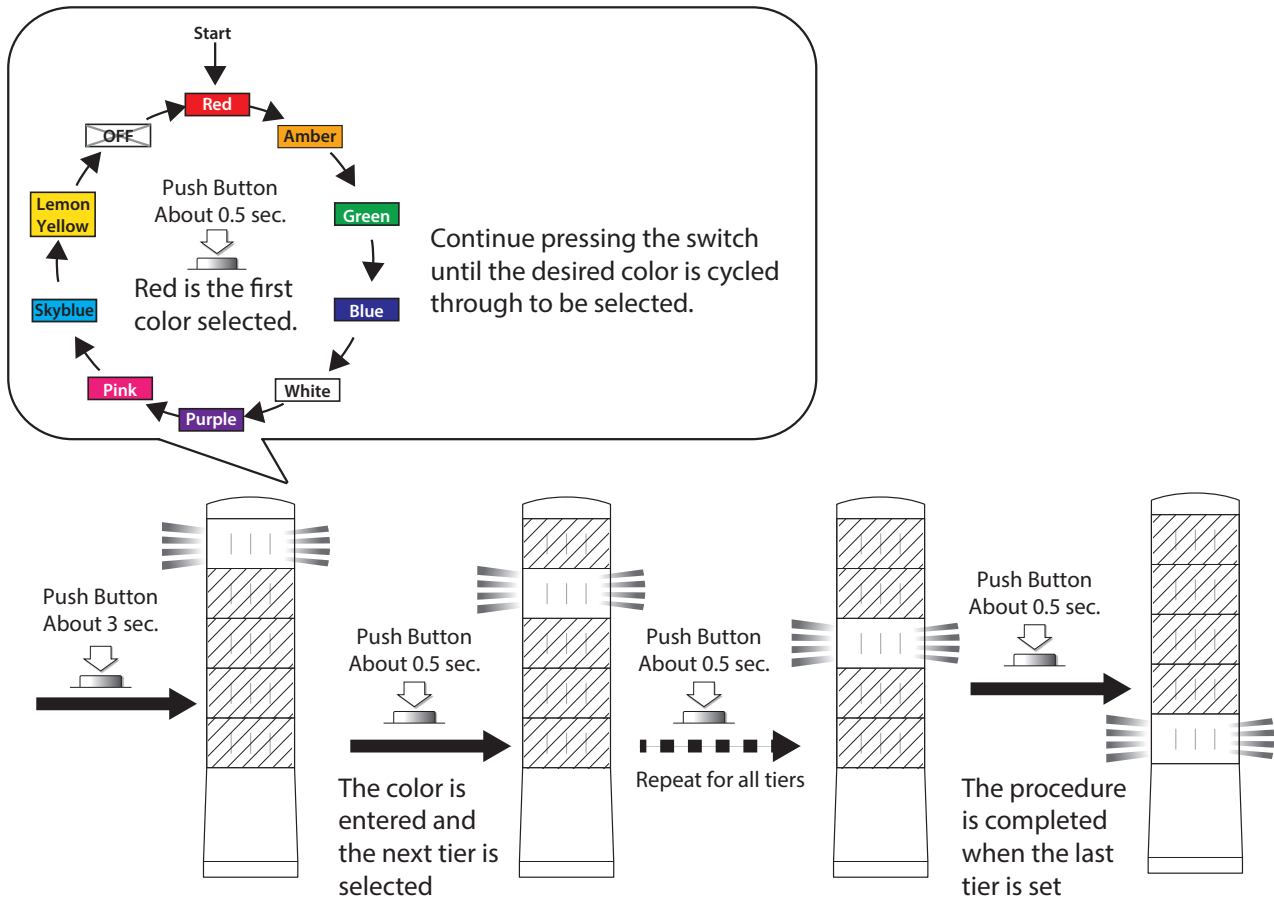 Start
Red
Amber
Green
Blue
White
Purple
Pink
Skyblue
Lemon
Yellow
OFF
Push Button
About 0.5 sec.
Red is the first
color selected.
Continue pressing the switch
until the desired color is cycled
through to be selected.
Push Button
About 3 sec.
Push Button
About 0.5 sec.
The color is
entered and
the next tier is
selected
Push Button
About 0.5 sec.
Repeat for all tiers
Push Button
About 0.5 sec.
The procedure
is completed
when the last
tier is set